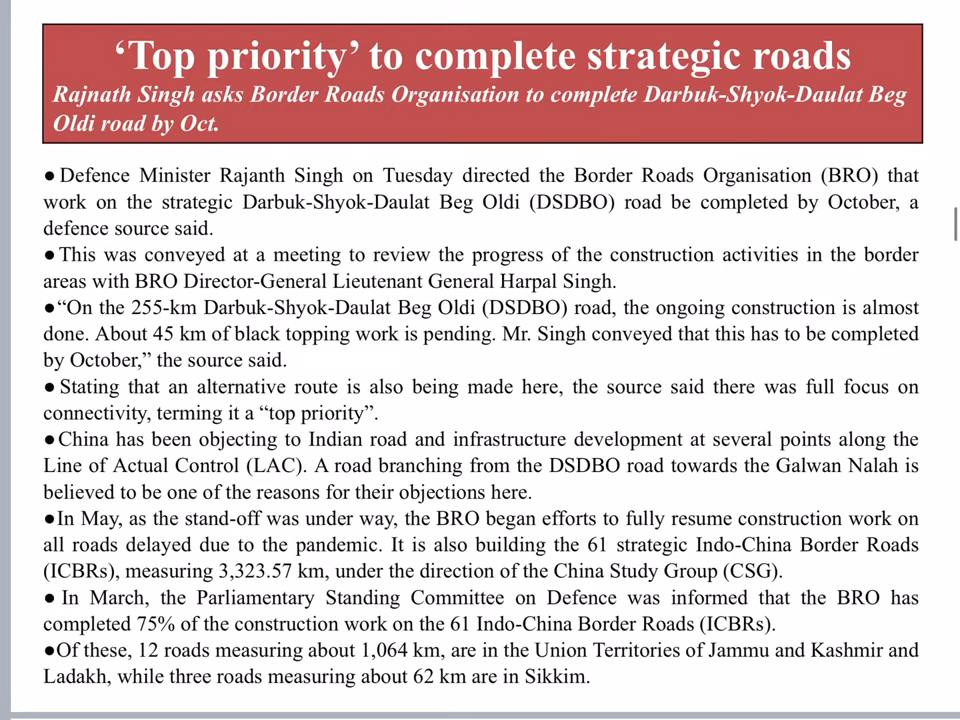 ‘Top priority’ to complete strategic roads
Rajnath Singh asks Border Roads Organisation to complete Darbuk-Shyok-Daulat Beg
Oldi road by Oct.
● Defence Minister Rajanth Singh on Tuesday directed the Border Roads Organisation (BRO) that
work on the strategic Darbuk-Shyok-Daulat Beg Oldi (DSDBO) road be completed by October, a
defence source said.
● This was conveyed at a meeting to review the progress of the construction activities in the border
areas with BRO Director-General Lieutenant General Harpal Singh.
●“On the 255-km Darbuk-Shyok-Daulat Beg Oldi (DSDBO) road, the ongoing construction is almost
done. About 45 km of black topping work is pending. Mr. Singh conveyed that this has to be completed
by October,” the source said.
● Stating that an alternative route is also being made here, the source said there was full focus on
connectivity, terming it a “top priority”.
●China has been objecting to Indian road and infrastructure development at several points along the
Line of Actual Control (LAC). A road branching from the DSDBO road towards the Galwan Nalah is
believed to be one of the reasons for their objections here.
●In May, as the stand-off was under way, the BRO began efforts to fully resume construction work on
all roads delayed due to the pandemic. It is also building the 61 strategic Indo-China Border Roads
(ICBRs), measuring 3,323.57 km, under the direction of the China Study Group (CSG).
● In March, the Parliamentary Standing Committee on Defence was informed that the BRO has
completed 75% of the construction work on the 61 Indo-China Border Roads (ICBRs).
●Of these, 12 roads measuring about 1,064 km, are in the Union Territories of Jammu and Kashmir and
Ladakh, while three roads measuring about 62 km are in Sikkim.